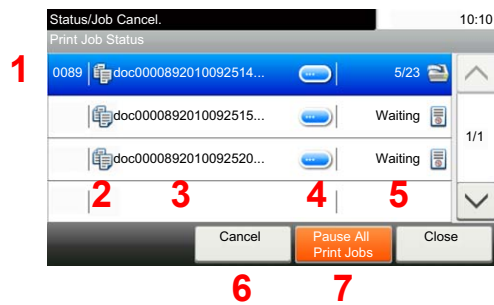 Status/Job Cancel. 10:10
Print Job Status
1 0089 doc0000892010092514... 5/23
doc0000892010092515... Waiting
1/1
doc0000892010092520... Waiting
2 3 4 5
Cancel Pause All Print Jobs Close
6 7